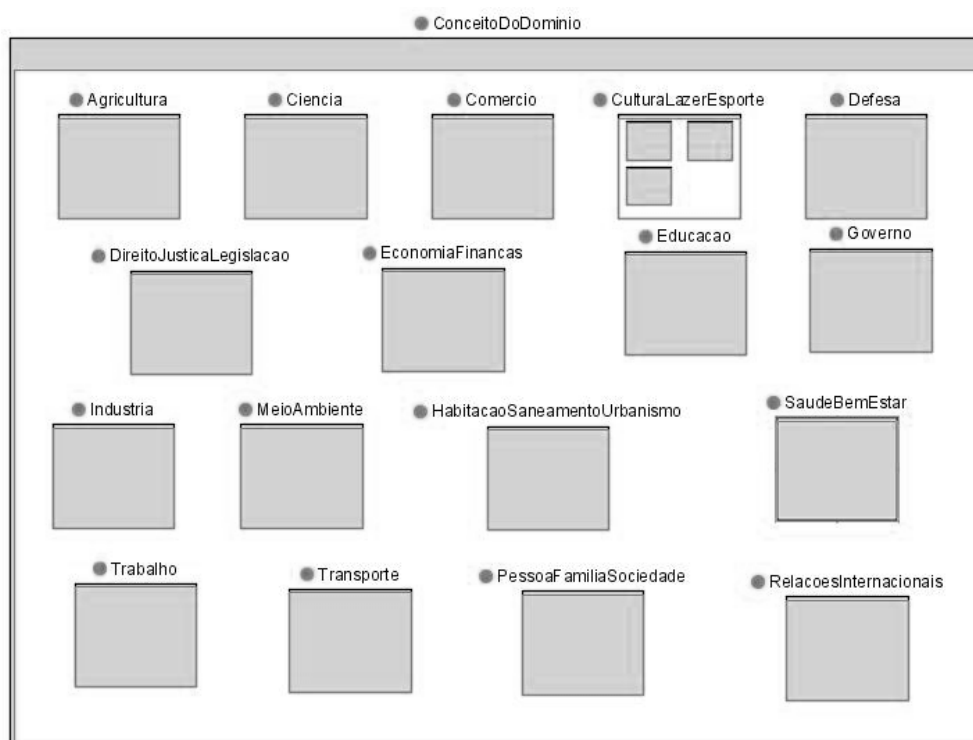 ConceitoDoDominio
Agricultura
Ciencia
Comercio
CulturaLazerEsporte
Defesa
DireitoJusticaLegislacao
EconomiaFinancas
Educacao
Governo
Industria
MeioAmbiente
HabitacaoSaneamentoUrbanismo
SaudeBemEstar
Trabalho
Transporte
PessoaFamiliaSociedade
RelacoesInternacionais